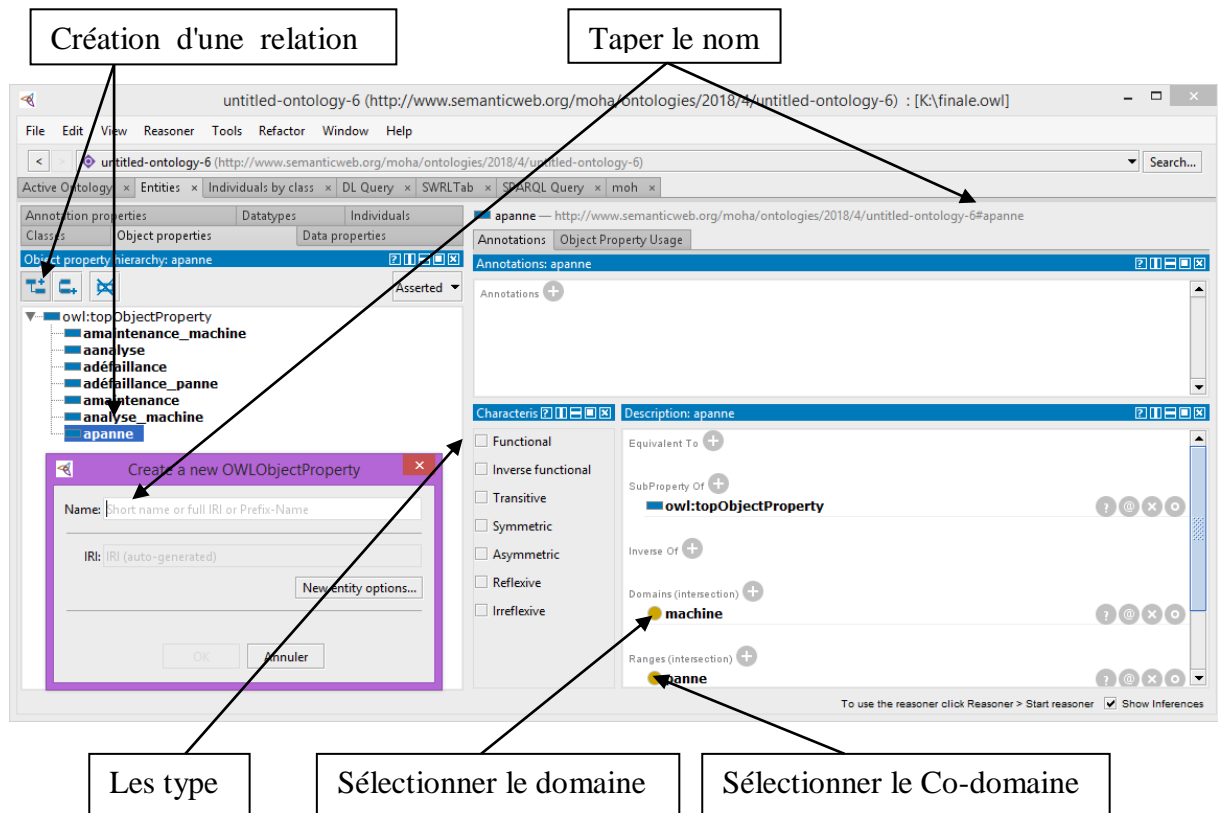 Création d'une relation
Taper le nom
untitled-ontology-6 (http://www.semanticweb.org/moha/ontologies/2018/4/untitled-ontology-6) : [K:\finale.owl]
File Edit View Reasoner Tools Refactor Window Help
< > untitled-ontology-6 (http://www.semanticweb.org/moha/ontologies/2018/4/untitled-ontology-6) Search...
Active Ontology × Entities × Individuals by class × DL Query × SWRLTab × SPARQL Query × moh ×
Annotation properties Datatypes Individuals
Classes Object properties Data properties
Object property hierarchy: apanne
Asserted
owl:topObjectProperty
amaintenance_machine
aanalyse
adéfaillance
adéfaillance_panne
amaintenance
analyse_machine
apanne
apanne — http://www.semanticweb.org/moha/ontologies/2018/4/untitled-ontology-6#apanne
Annotations Object Property Usage
Annotations: apanne
Annotations
Create a new OWLObjectProperty
Name: Short name or full IRI or Prefix-Name
IRI: IRI (auto-generated)
New entity options...
OK Annuler
Characteris
Functional
Inverse functional
Transitive
Symmetric
Asymmetric
Reflexive
Irreflexive
Description: apanne
Equivalent To
SubProperty Of
owl:topObjectProperty
Inverse Of
Domains (intersection)
machine
Ranges (intersection)
panne
To use the reasoner click Reasoner > Start reasoner Show Inferences
Les type
Sélectionner le domaine
Sélectionner le Co-domaine